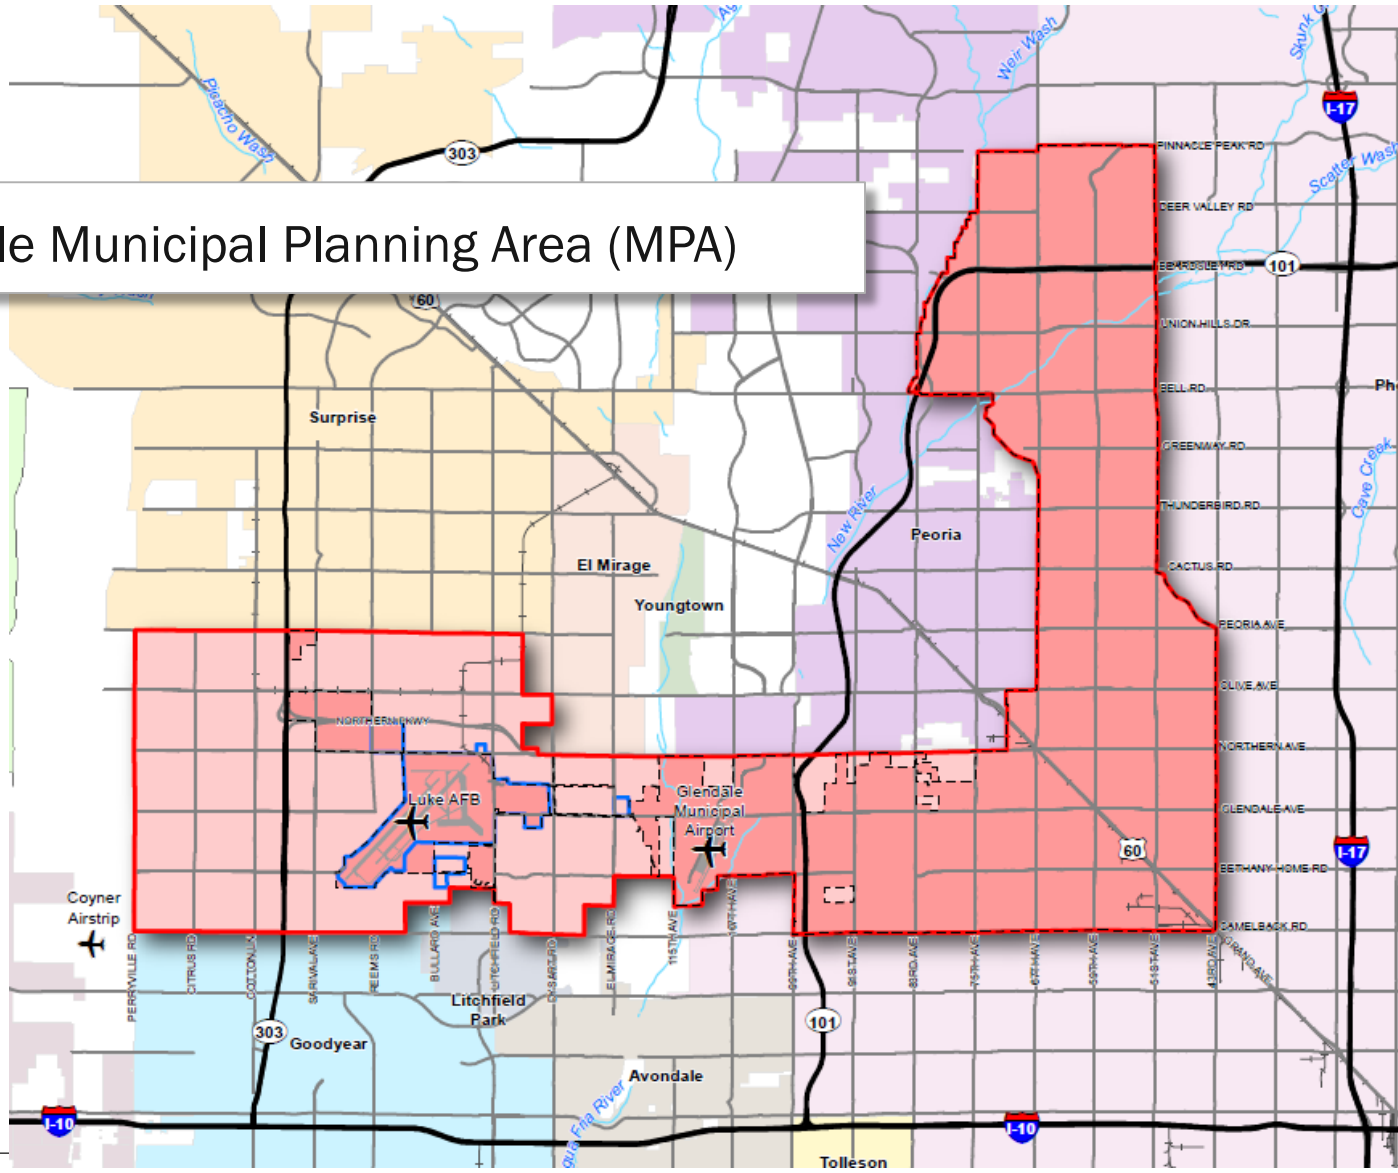 Ag
Weir Wash
Skunk C
I-17
Picacho Wash
303
PINNACLE PEAK RD
Scatter Wash
DEER VALLEY RD
le Municipal Planning Area (MPA)
BEARDSLEY RD
101
60
UNION HILLS DR
BELL RD
Ph
Surprise
GREENWAY RD
Cave Creek
THUNDERBIRD RD
New River
Peoria
El Mirage
CACTUS RD
Youngtown
PEORIA AVE
OLIVE AVE
NORTHERN PKWY
NORTHERN AVE
Luke AFB
Glendale
Municipal
Airport
GLENDALE AVE
60
I-17
BETHANY HOME RD
Coyner
Airstrip
CAMELBACK RD
PERRYVILLE RD
CITRUS RD
COTTON LN
SARIVAL AVE
REEMS RD
BULLARD AVE
LITCHFIELD RD
DYSART RD
EL MIRAGE RD
115TH AVE
107TH AVE
99TH AVE
91ST AVE
83RD AVE
75TH AVE
67TH AVE
59TH AVE
51ST AVE
43RD AVE
GRAND AVE
Litchfield
Park
303
Goodyear
101
Avondale
gua Fria River
I-10
I-10
Tolleson